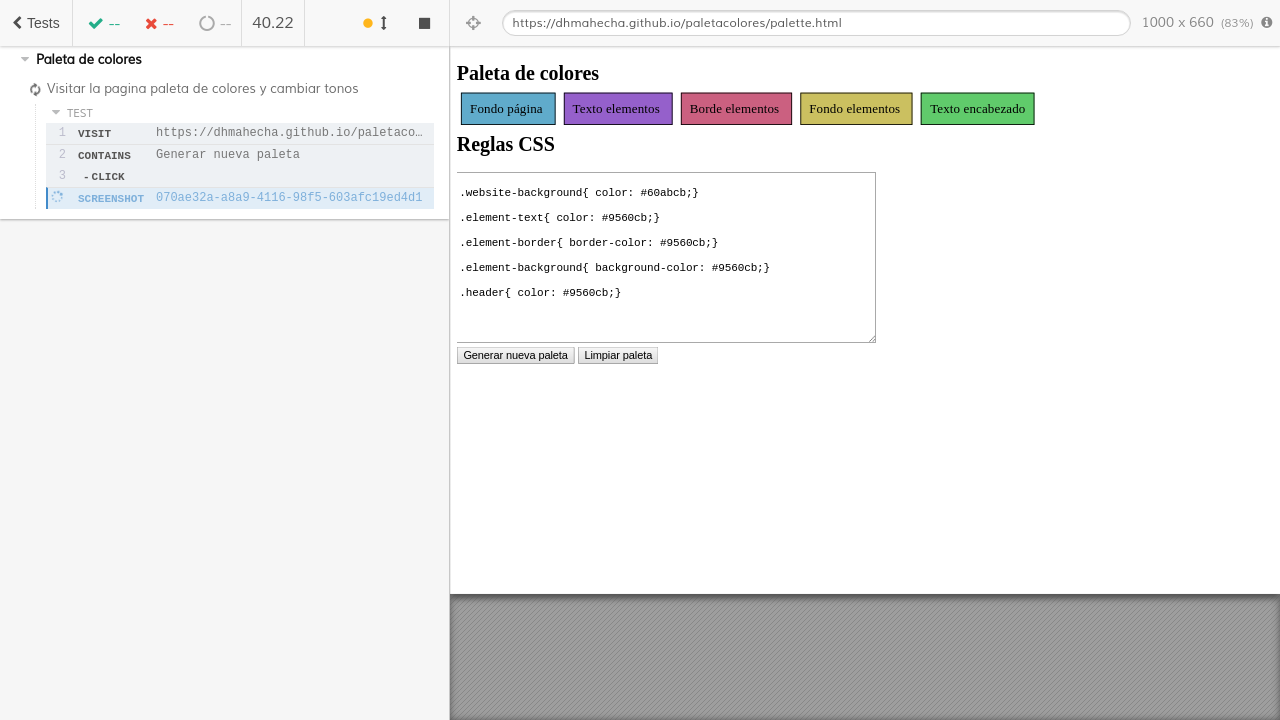 Tests -- -- -- 40.22
https://dhmahecha.github.io/paletacolores/palette.html 1000 x 660 (83%)
Paleta de colores
Visitar la pagina paleta de colores y cambiar tonos
TEST
1 VISIT https://dhmahecha.github.io/paletaco…
2 CONTAINS Generar nueva paleta
3 - CLICK
SCREENSHOT 070ae32a-a8a9-4116-98f5-603afc19ed4d1
Paleta de colores
Fondo página Texto elementos Borde elementos Fondo elementos Texto encabezado
Reglas CSS
.website-background{ color: #60abcb;}
.element-text{ color: #9560cb;}
.element-border{ border-color: #9560cb;}
.element-background{ background-color: #9560cb;}
.header{ color: #9560cb;}
Generar nueva paleta Limpiar paleta